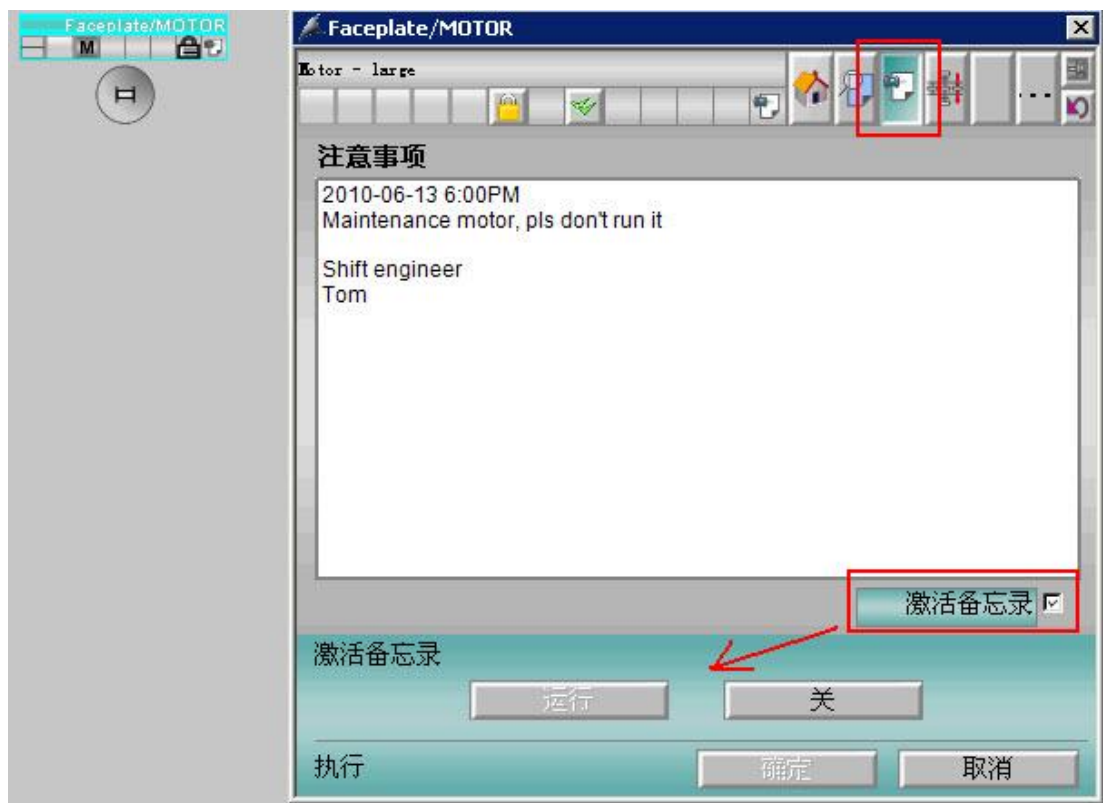 Faceplate/MOTOR
M
Faceplate/MOTOR
Motor - large
...
注意事项
2010-06-13 6:00PM
Maintenance motor, pls don't run it
Shift engineer
Tom
激活备忘录
激活备忘录
运行
关
执行
确定
取消